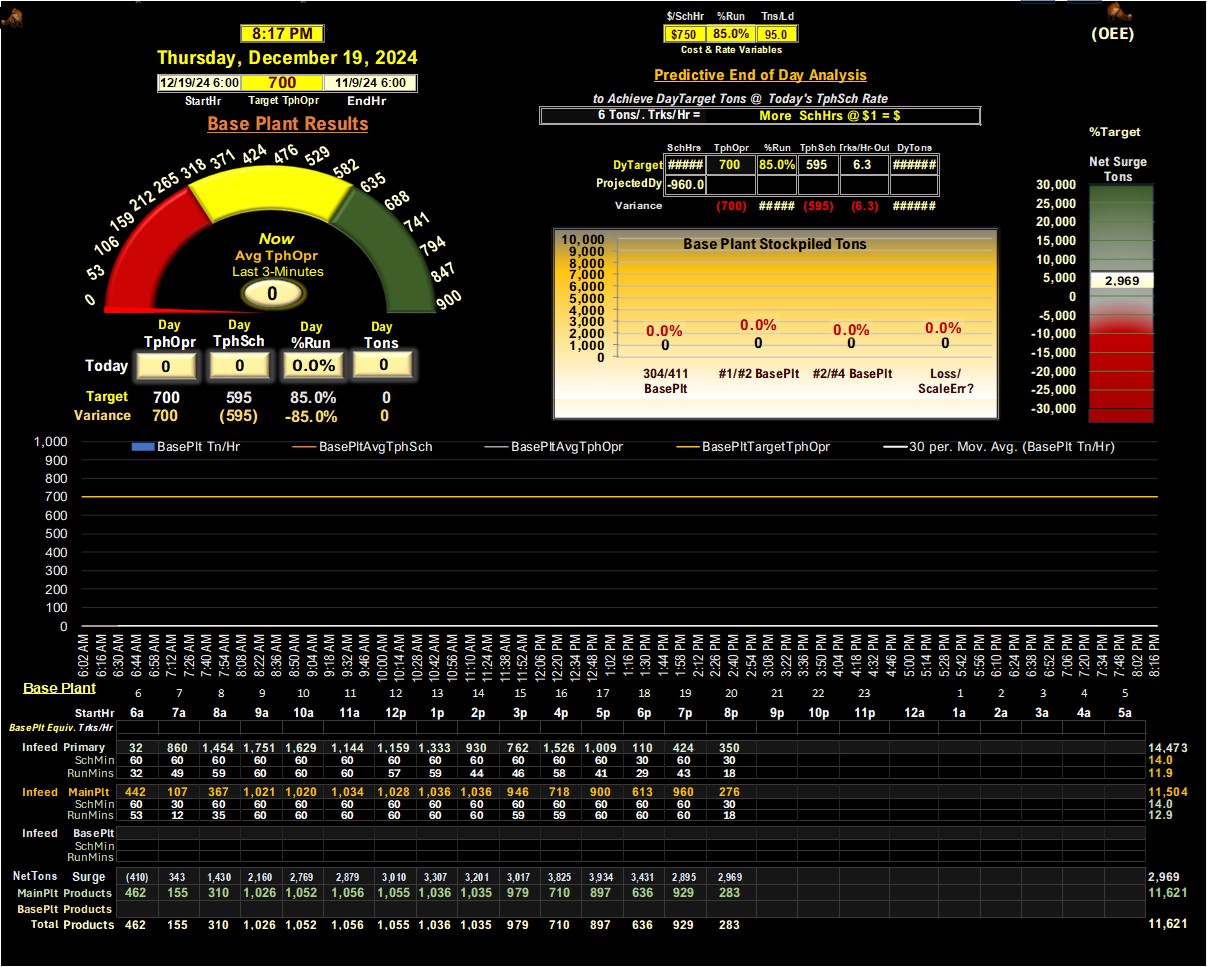 $/SchHr %Run Tns/Ld
$750 85.0% 95.0
Cost & Rate Variables
(OEE)
8:17 PM
Thursday, December 19, 2024
12/19/24 6:00 700 11/9/24 6:00
StartHr Target TphOpr EndHr
Base Plant Results
Predictive End of Day Analysis
to Achieve DayTarget Tons @ Today's TphSch Rate
6 Tons/. Trks/Hr = More SchHrs @ $1 = $
SchHrs TphOpr %Run TphSch Trks/Hr-Out DyTons
DyTarget ##### 700 85.0% 595 6.3 ######
ProjectedDy -960.0
Variance (700) ##### (595) (6.3) ######
0 53 106 159 212 265 318 371 424 476 529 582 635 688 741 794 847 900
Now
Avg TphOpr
Last 3-Minutes
0
Day Day Day Day
TphOpr TphSch %Run Tons
Today 0 0 0.0% 0
Target 700 595 85.0% 0
Variance 700 (595) -85.0% 0
Base Plant Stockpiled Tons
10,000
9,000
8,000
7,000
6,000
5,000
4,000
3,000
2,000
1,000
0
0.0% 0.0% 0.0% 0.0%
0 0 0 0
304/411 #1/#2 BasePlt #2/#4 BasePlt Loss/
BasePlt ScaleErr?
%Target
Net Surge
Tons
30,000
25,000
20,000
15,000
10,000
5,000
2,969
0
-5,000
-10,000
-15,000
-20,000
-25,000
-30,000
BasePlt Tn/Hr BasePltAvgTphSch BasePltAvgTphOpr BasePltTargetTphOpr 30 per. Mov. Avg. (BasePlt Tn/Hr)
1,000
900
800
700
600
500
400
300
200
100
0
6:02 AM 6:16 AM 6:30 AM 6:44 AM 6:58 AM 7:12 AM 7:26 AM 7:40 AM 7:54 AM 8:08 AM 8:22 AM 8:36 AM 8:50 AM 9:04 AM 9:18 AM 9:32 AM 9:46 AM 10:00 AM 10:14 AM 10:28 AM 10:42 AM 10:56 AM 11:10 AM 11:24 AM 11:38 AM 11:52 AM 12:06 PM 12:20 PM 12:34 PM 12:48 PM 1:02 PM 1:16 PM 1:30 PM 1:44 PM 1:58 PM 2:12 PM 2:26 PM 2:40 PM 2:54 PM 3:08 PM 3:22 PM 3:36 PM 3:50 PM 4:04 PM 4:18 PM 4:32 PM 4:46 PM 5:00 PM 5:14 PM 5:28 PM 5:42 PM 5:56 PM 6:10 PM 6:24 PM 6:38 PM 6:52 PM 7:06 PM 7:20 PM 7:34 PM 7:48 PM 8:02 PM 8:16 PM
Base Plant 6 7 8 9 10 11 12 13 14 15 16 17 18 19 20 21 22 23 1 2 3 4 5
StartHr 6a 7a 8a 9a 10a 11a 12p 1p 2p 3p 4p 5p 6p 7p 8p 9p 10p 11p 12a 1a 2a 3a 4a 5a
BasePlt Equiv. Trks/Hr
Infeed Primary 32 860 1,454 1,751 1,629 1,144 1,159 1,333 930 762 1,526 1,009 110 424 350 14,473
SchMin 60 60 60 60 60 60 60 60 60 60 60 60 30 60 30 14.0
RunMins 32 49 59 60 60 60 57 59 44 46 58 41 29 43 18 11.9
Infeed MainPlt 442 107 367 1,021 1,020 1,034 1,028 1,036 1,036 946 718 900 613 960 276 11,504
SchMin 60 30 60 60 60 60 60 60 60 60 60 60 60 60 30 14.0
RunMins 53 12 35 60 60 60 60 60 60 59 59 60 60 60 18 12.9
Infeed BasePlt
SchMin
RunMins
NetTons Surge (410) 343 1,430 2,160 2,769 2,879 3,010 3,307 3,201 3,017 3,825 3,934 3,431 2,895 2,969 2,969
MainPlt Products 462 155 310 1,026 1,052 1,056 1,055 1,036 1,035 979 710 897 636 929 283 11,621
BasePlt Products
Total Products 462 155 310 1,026 1,052 1,056 1,055 1,036 1,035 979 710 897 636 929 283 11,621